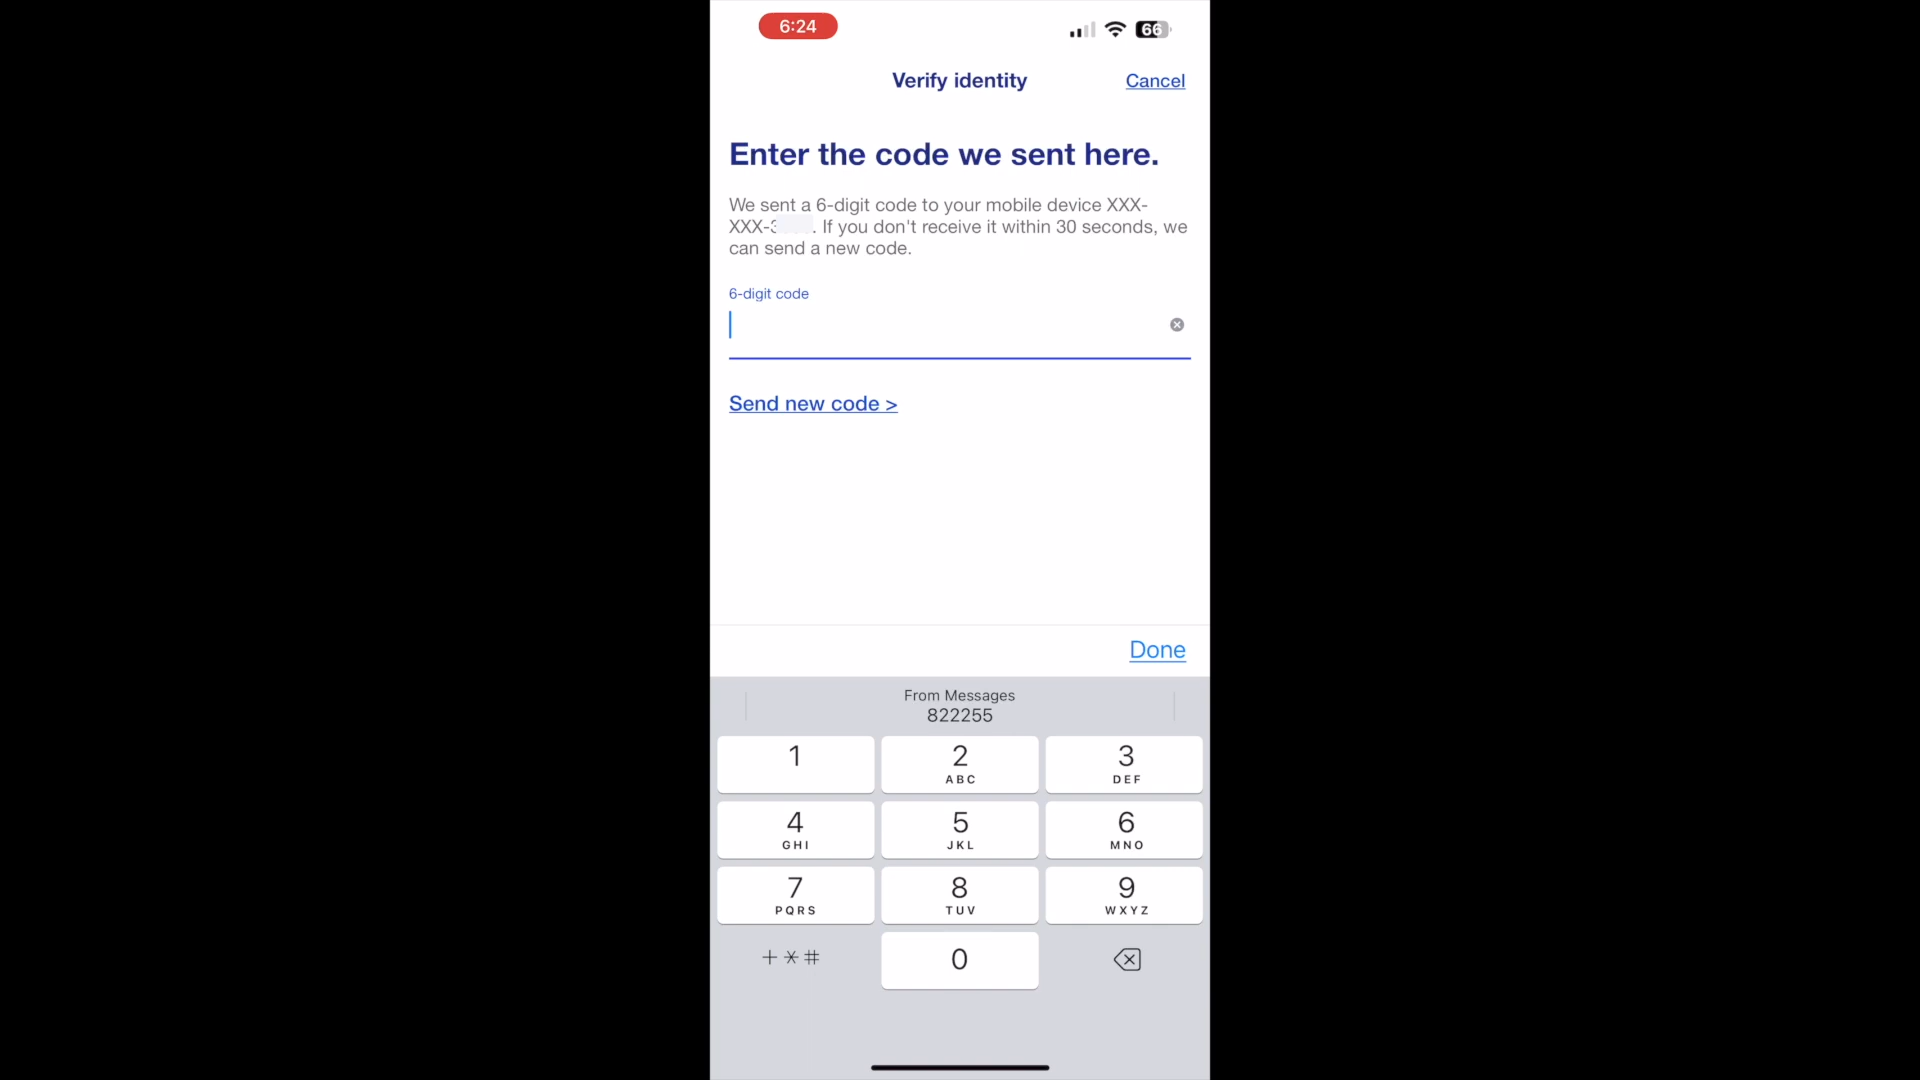 6:24
66
Verify identity
Cancel
Enter the code we sent here.
We sent a 6-digit code to your mobile device XXX-
XXX-3 . If you don't receive it within 30 seconds, we
can send a new code.
6-digit code
Send new code >
Done
From Messages
822255
1
2
ABC
3
DEF
4
GHI
5
JKL
6
MNO
7
PQRS
8
TUV
9
WXYZ
+*#
0